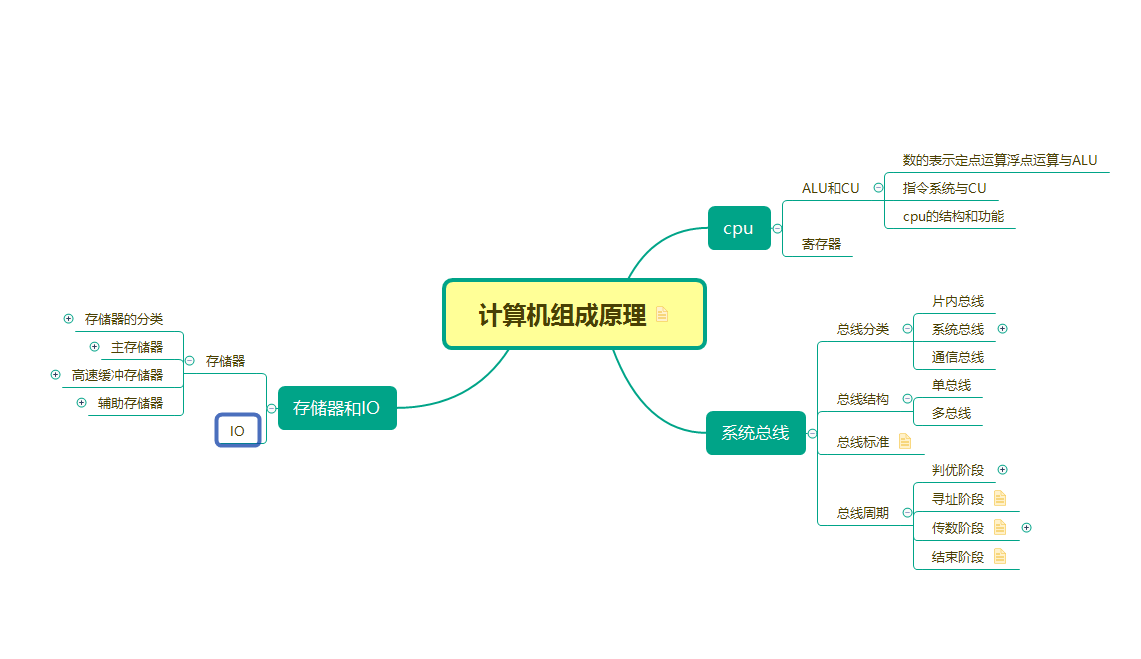 计算机组成原理
cpu
ALU和CU
数的表示定点运算浮点运算与ALU
指令系统与CU
cpu的结构和功能
寄存器
系统总线
总线分类
片内总线
系统总线
通信总线
总线结构
单总线
多总线
总线标准
总线周期
判优阶段
寻址阶段
传数阶段
结束阶段
存储器和IO
存储器
存储器的分类
主存储器
高速缓冲存储器
辅助存储器
IO